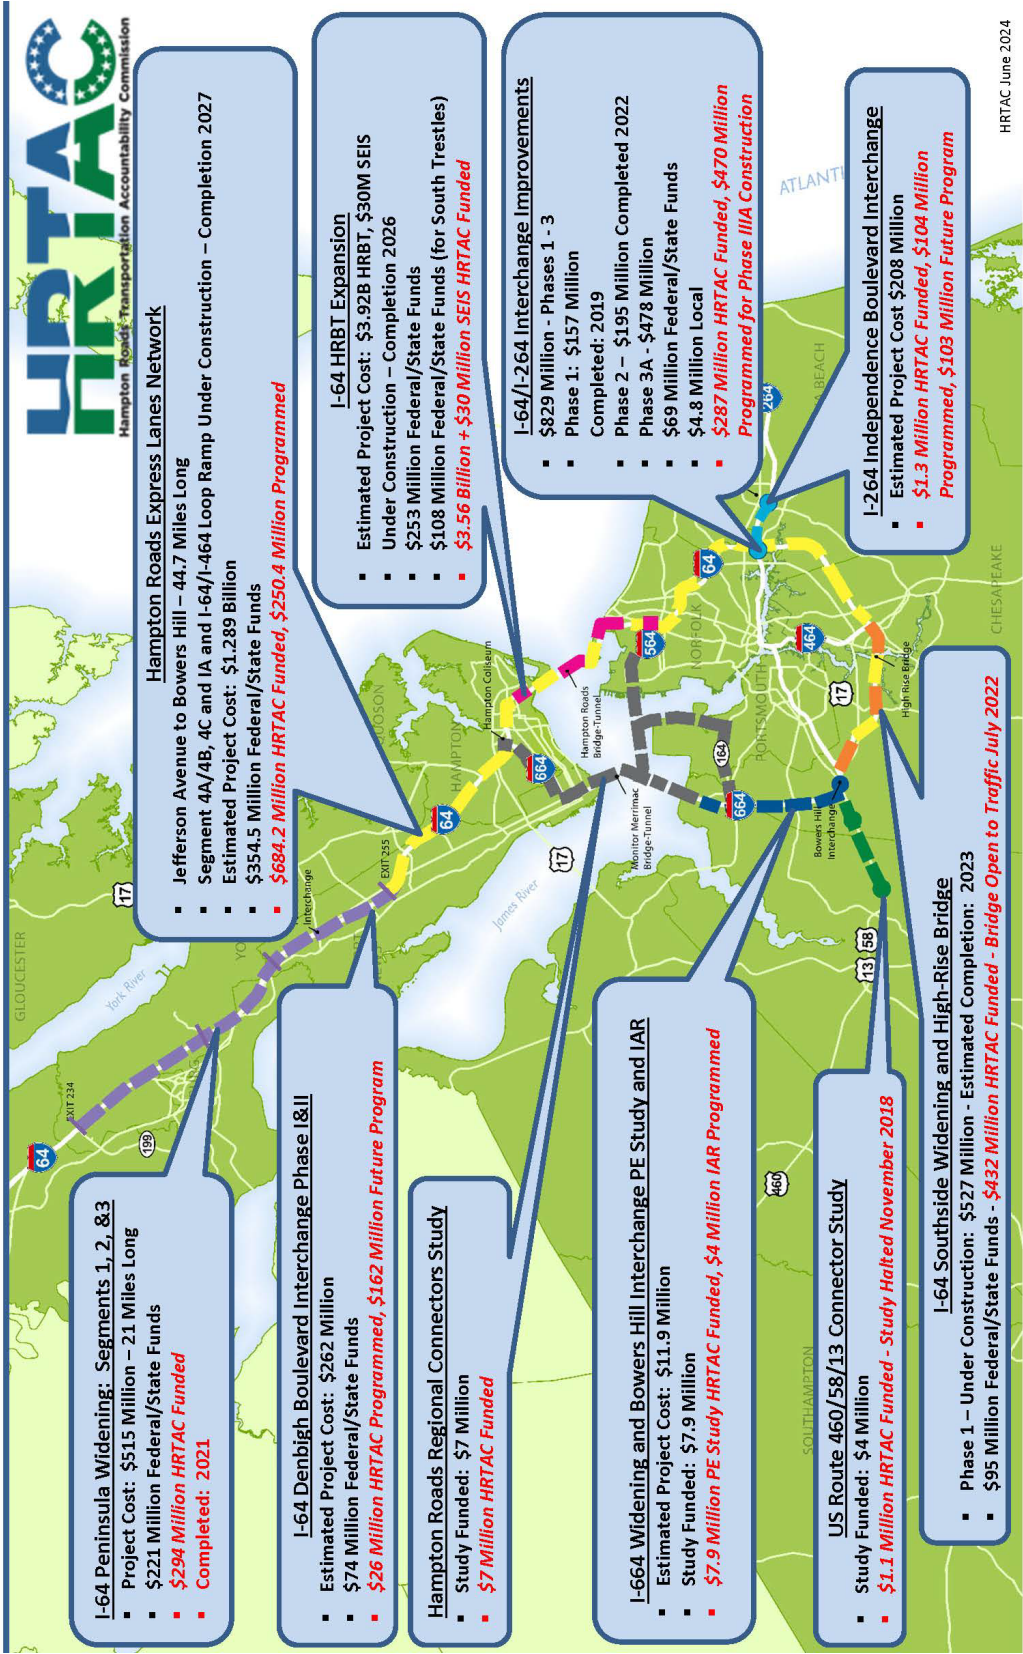 HRTAC
Hampton Roads Transportation Accountability Commission
I-64 Peninsula Widening: Segments 1, 2, &3
▪ Project Cost: $515 Million – 21 Miles Long
▪ $221 Million Federal/State Funds
▪ $294 Million HRTAC Funded
▪ Completed: 2021
I-64 Denbigh Boulevard Interchange Phase I&II
▪ Estimated Project Cost: $262 Million
▪ $74 Million Federal/State Funds
▪ $26 Million HRTAC Programmed, $162 Million Future Program
Hampton Roads Regional Connectors Study
▪ Study Funded: $7 Million
▪ $7 Million HRTAC Funded
I-664 Widening and Bowers Hill Interchange PE Study and IAR
▪ Estimated Project Cost: $11.9 Million
▪ Study Funded: $7.9 Million
▪ $7.9 Million PE Study HRTAC Funded, $4 Million IAR Programmed
US Route 460/58/13 Connector Study
▪ Study Funded: $4 Million
▪ $1.1 Million HRTAC Funded - Study Halted November 2018
I-64 Southside Widening and High-Rise Bridge
▪ Phase 1 – Under Construction: $527 Million - Estimated Completion: 2023
▪ $95 Million Federal/State Funds - $432 Million HRTAC Funded - Bridge Open to Traffic July 2022
Hampton Roads Express Lanes Network
▪ Jefferson Avenue to Bowers Hill – 44.7 Miles Long
▪ Segment 4A/4B, 4C and IA and I-64/I-464 Loop Ramp Under Construction – Completion 2027
▪ Estimated Project Cost: $1.289 Billion
▪ $354.5 Million Federal/State Funds
▪ $684.2 Million HRTAC Funded, $250.4 Million Programmed
I-64 HRBT Expansion
▪ Estimated Project Cost: $3.92B HRBT, $30M SEIS
Under Construction – Completion 2026
▪ $253 Million Federal/State Funds
▪ $108 Million Federal/State Funds (for South Trestles)
▪ $3.56 Billion + $30 Million SEIS HRTAC Funded
I-64/I-264 Interchange Improvements
▪ $829 Million - Phases 1 - 3
▪ Phase 1: $157 Million
Completed: 2019
▪ Phase 2 – $195 Million Completed 2022
▪ Phase 3A - $478 Million
▪ $69 Million Federal/State Funds
▪ $4.8 Million Local
▪ $287 Million HRTAC Funded, $470 Million
Programmed for Phase IIIA Construction
I-264 Independence Boulevard Interchange
▪ Estimated Project Cost $208 Million
▪ $1.3 Million HRTAC Funded, $104 Million
Programmed, $103 Million Future Program
GLOUCESTER
York River
17
64
EXIT 234
199
YO
Interchange
EXIT 255
64
QUOSON
HAMPTON
Hampton Coliseum
664
17
James River
Hampton Roads
Bridge-Tunnel
Monitor Merrimac
Bridge-Tunnel
564
64
NORFOLK
164
664
PORTSMOUTH
464
17
264
A BEACH
ATLANTI
Bowers Hill
Interchange
High Rise Bridge
CHESAPEAKE
13
58
460
SOUTHAMPTON
HRTAC June 2024